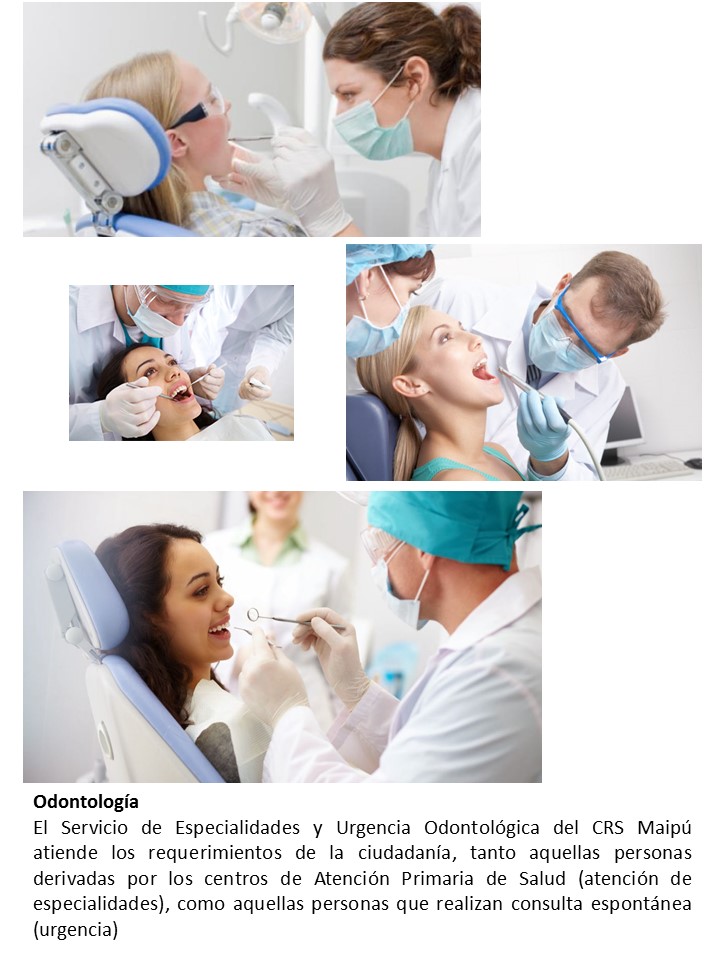 Odontología
El Servicio de Especialidades y Urgencia Odontológica del CRS Maipú
atiende los requerimientos de la ciudadanía, tanto aquellas personas
derivadas por los centros de Atención Primaria de Salud (atención de
especialidades), como aquellas personas que realizan consulta espontánea
(urgencia)